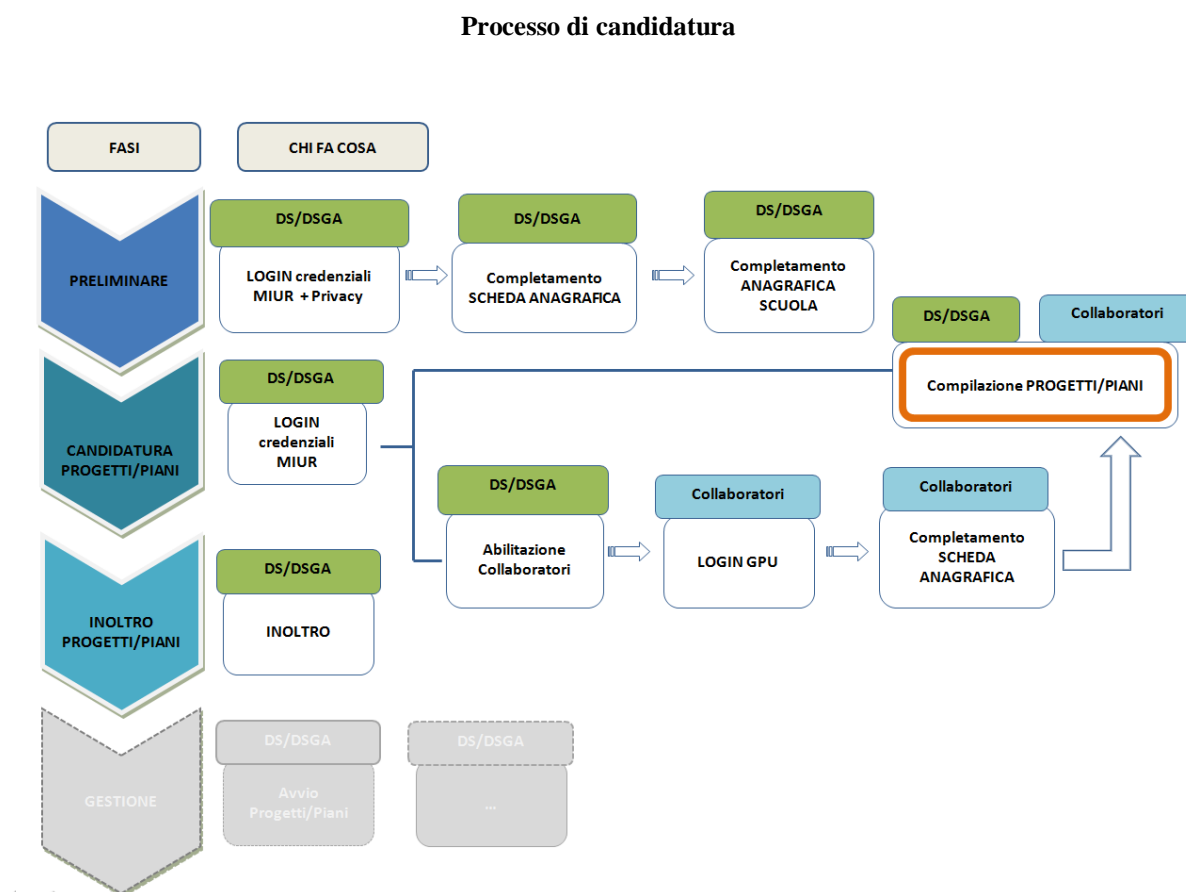 Processo di candidatura
FASI
CHI FA COSA
PRELIMINARE
DS/DSGA
LOGIN credenziali
MIUR + Privacy
DS/DSGA
Completamento
SCHEDA ANAGRAFICA
DS/DSGA
Completamento
ANAGRAFICA
SCUOLA
DS/DSGA
Collaboratori
Compilazione PROGETTI/PIANI
CANDIDATURA
PROGETTI/PIANI
DS/DSGA
LOGIN
credenziali
MIUR
DS/DSGA
Abilitazione
Collaboratori
Collaboratori
LOGIN GPU
Collaboratori
Completamento
SCHEDA
ANAGRAFICA
INOLTRO
PROGETTI/PIANI
DS/DSGA
INOLTRO
GESTIONE
DS/DSGA
Avvio
Progetti/Piani
DS/DSGA
...